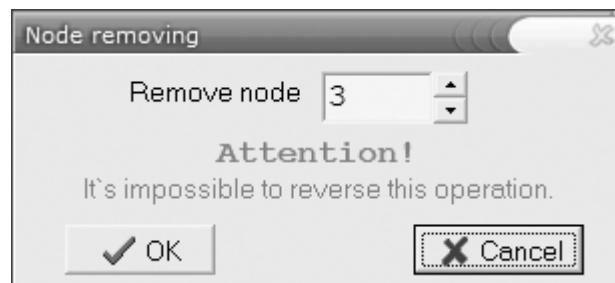 Node removing
Remove node 3
Attention!
It`s impossible to reverse this operation.
OK Cancel